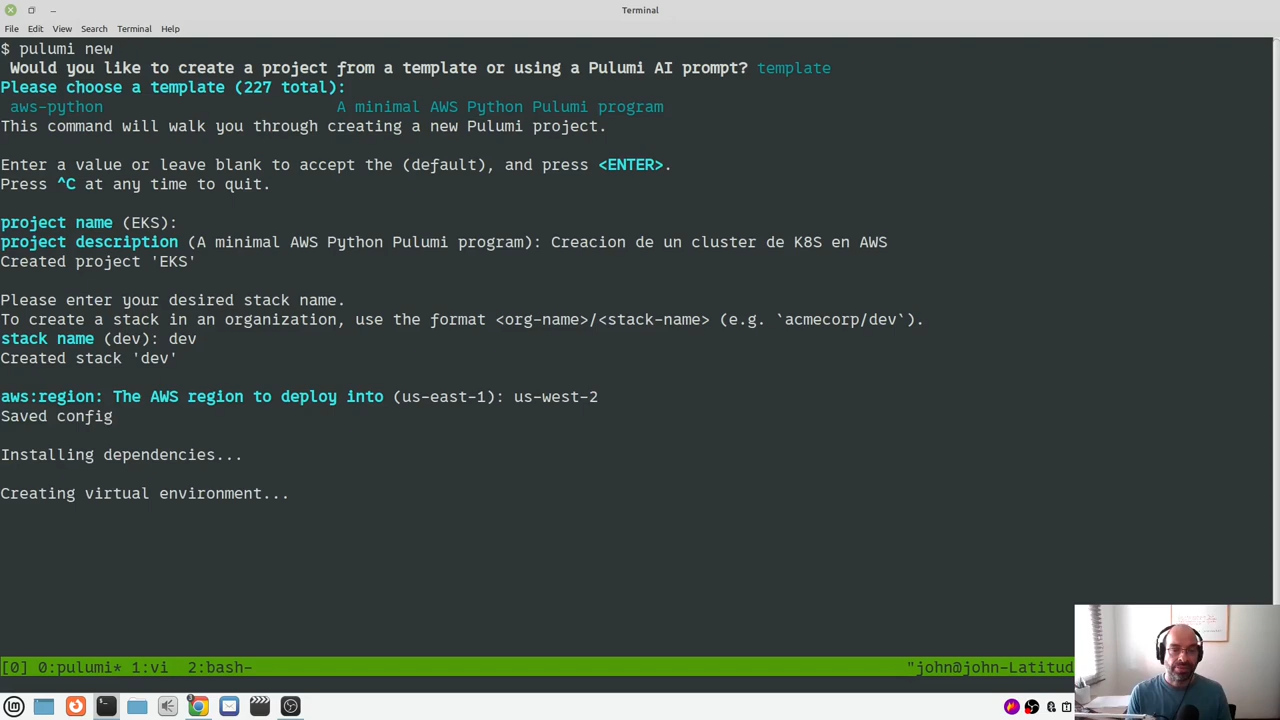 Terminal
File Edit View Search Terminal Help
$ pulumi new
Would you like to create a project from a template or using a Pulumi AI prompt? template
Please choose a template (227 total):
aws-python A minimal AWS Python Pulumi program
This command will walk you through creating a new Pulumi project.
Enter a value or leave blank to accept the (default), and press <ENTER>.
Press ^C at any time to quit.
project name (EKS):
project description (A minimal AWS Python Pulumi program): Creacion de un cluster de K8S en AWS
Created project 'EKS'
Please enter your desired stack name.
To create a stack in an organization, use the format <org-name>/<stack-name> (e.g. `acmecorp/dev`).
stack name (dev): dev
Created stack 'dev'
aws:region: The AWS region to deploy into (us-east-1): us-west-2
Saved config
Installing dependencies...
Creating virtual environment...
[0] 0:pulumi* 1:vi 2:bash- "john@john-Latitud
3